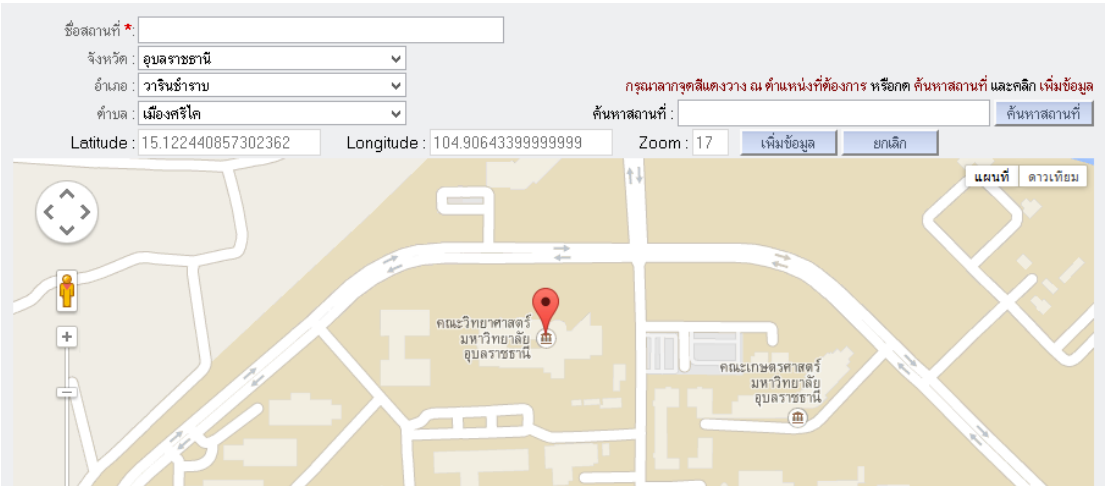 ชื่อสถานที่ *:
จังหวัด : อุบลราชธานี
อำเภอ : วารินชำราบ
กรุณาลากจุดสีแดงวาง ณ ตำแหน่งที่ต้องการ หรือกด ค้นหาสถานที่ และคลิก เพิ่มข้อมูล
ตำบล : เมืองศรีไค
ค้นหาสถานที่ : ค้นหาสถานที่
Latitude : 15.122440857302362 Longitude : 104.90643399999999 Zoom : 17 เพิ่มข้อมูล ยกเลิก
แผนที่ ดาวเทียม
คณะวิทยาศาสตร์
มหาวิทยาลัย
อุบลราชธานี
คณะเกษตรศาสตร์
มหาวิทยาลัย
อุบลราชธานี